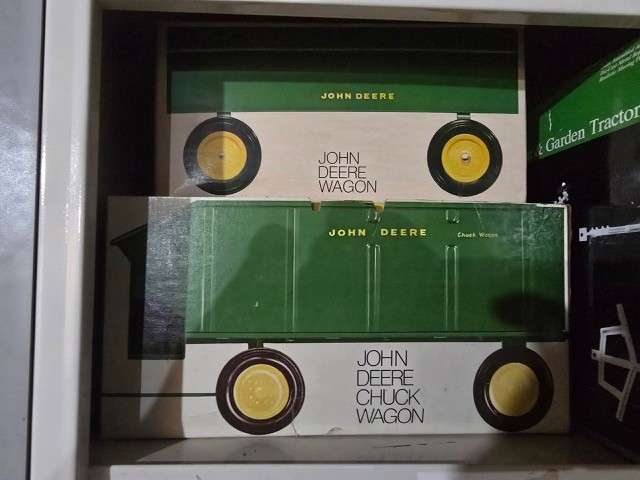 JOHN DEERE
JOHN
DEERE
WAGON
JOHN DEERE
Chuck Wagon
JOHN
DEERE
CHUCK
WAGON
& Garden Tractor